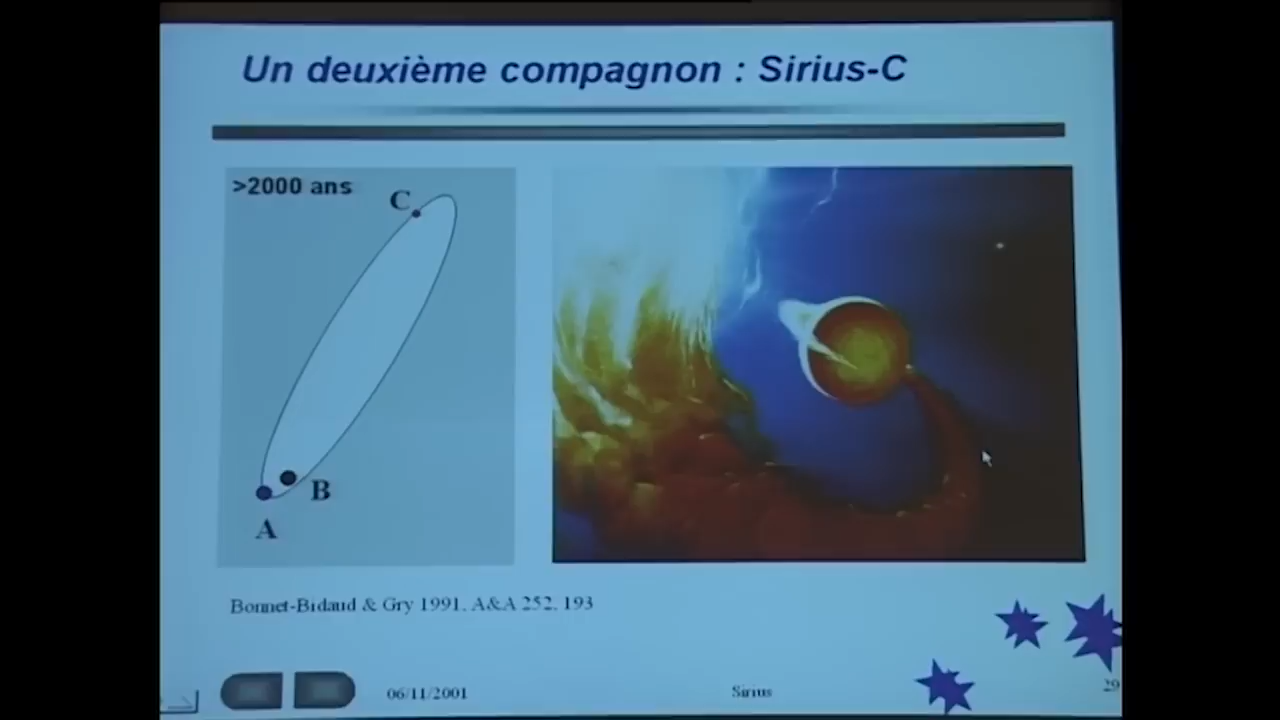 Un deuxième compagnon : Sirius-C
>2000 ans
C
B
A
Bonnet-Bidaud & Gry 1991, A&A 252, 193
06/11/2001
Sirius
29